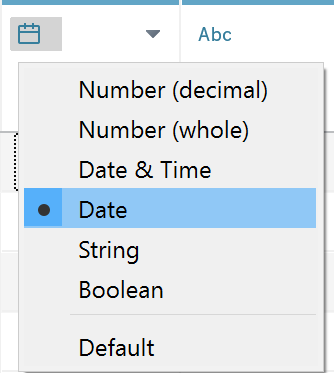 Abc
Number (decimal)
Number (whole)
Date & Time
Date
String
Boolean
Default